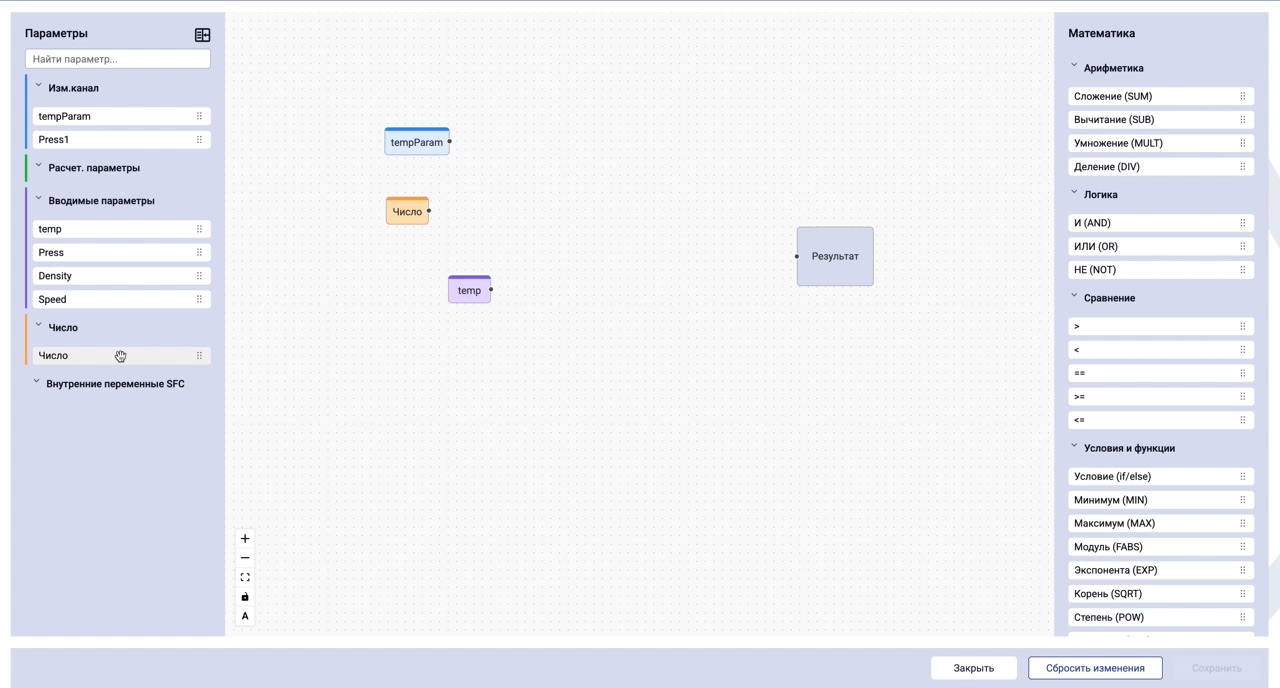 Параметры
Найти параметр...
Изм.канал
tempParam
Press1
Расчет. параметры
Вводимые параметры
temp
Press
Density
Speed
Число
Число
Внутренние переменные SFC
tempParam
Число
temp
Результат
A
Математика
Арифметика
Сложение (SUM)
Вычитание (SUB)
Умножение (MULT)
Деление (DIV)
Логика
И (AND)
ИЛИ (OR)
НЕ (NOT)
Сравнение
>
<
==
>=
<=
Условия и функции
Условие (if/else)
Минимум (MIN)
Максимум (MAX)
Модуль (FABS)
Экспонента (EXP)
Корень (SQRT)
Степень (POW)
Закрыть
Сбросить изменения
Сохранить